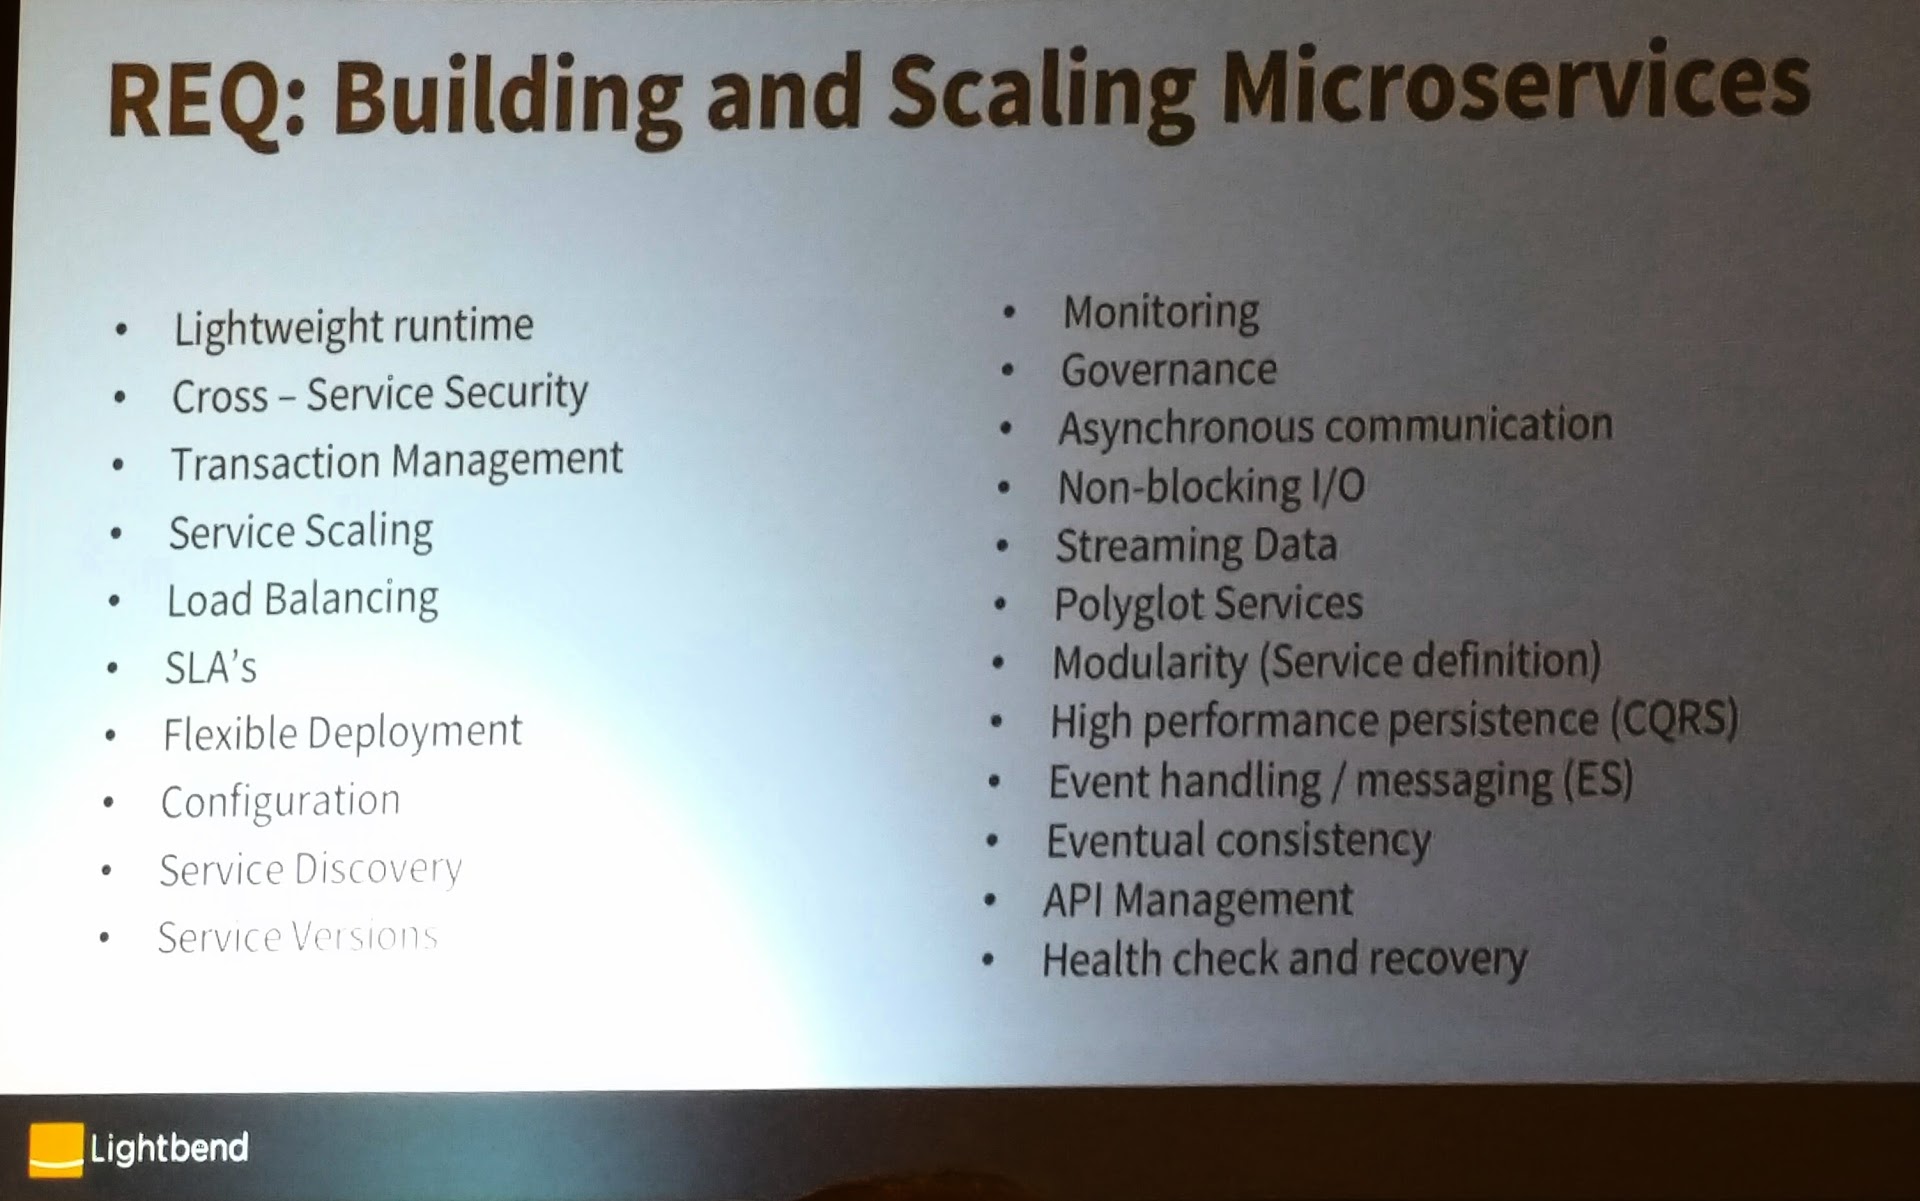 REQ: Building and Scaling Microservices
• Lightweight runtime
• Cross – Service Security
• Transaction Management
• Service Scaling
• Load Balancing
• SLA's
• Flexible Deployment
• Configuration
• Service Discovery
• Service Versions
• Monitoring
• Governance
• Asynchronous communication
• Non-blocking I/O
• Streaming Data
• Polyglot Services
• Modularity (Service definition)
• High performance persistence (CQRS)
• Event handling / messaging (ES)
• Eventual consistency
• API Management
• Health check and recovery
Lightbend